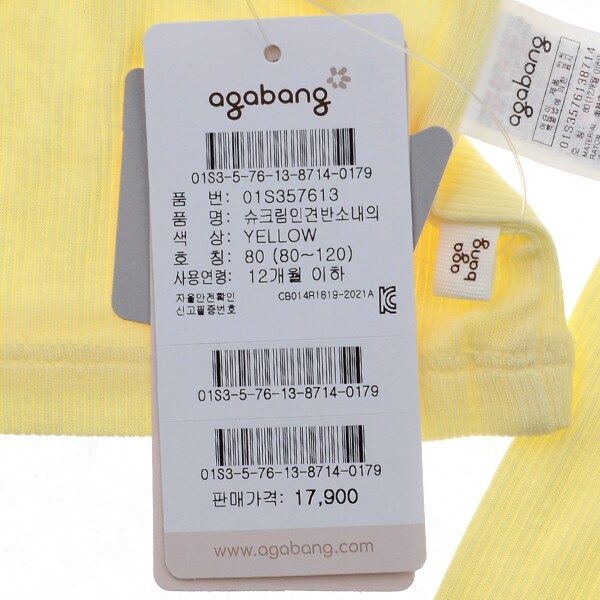 agabang
01S3-5-76-13-8714-0179
품 번: 01S357613
품 명: 슈크림인견반소내의
색 상: YELLOW
호 칭: 80 (80~120)
사용연령: 12개월 이하
자율안전확인
신고필증번호
CB014R1819-2021A
01S3-5-76-13-8714-0179
01S3-5-76-13-8714-0179
판매가격: 17,900
www.agabang.com
aga
bang
agabang
01S3576138714